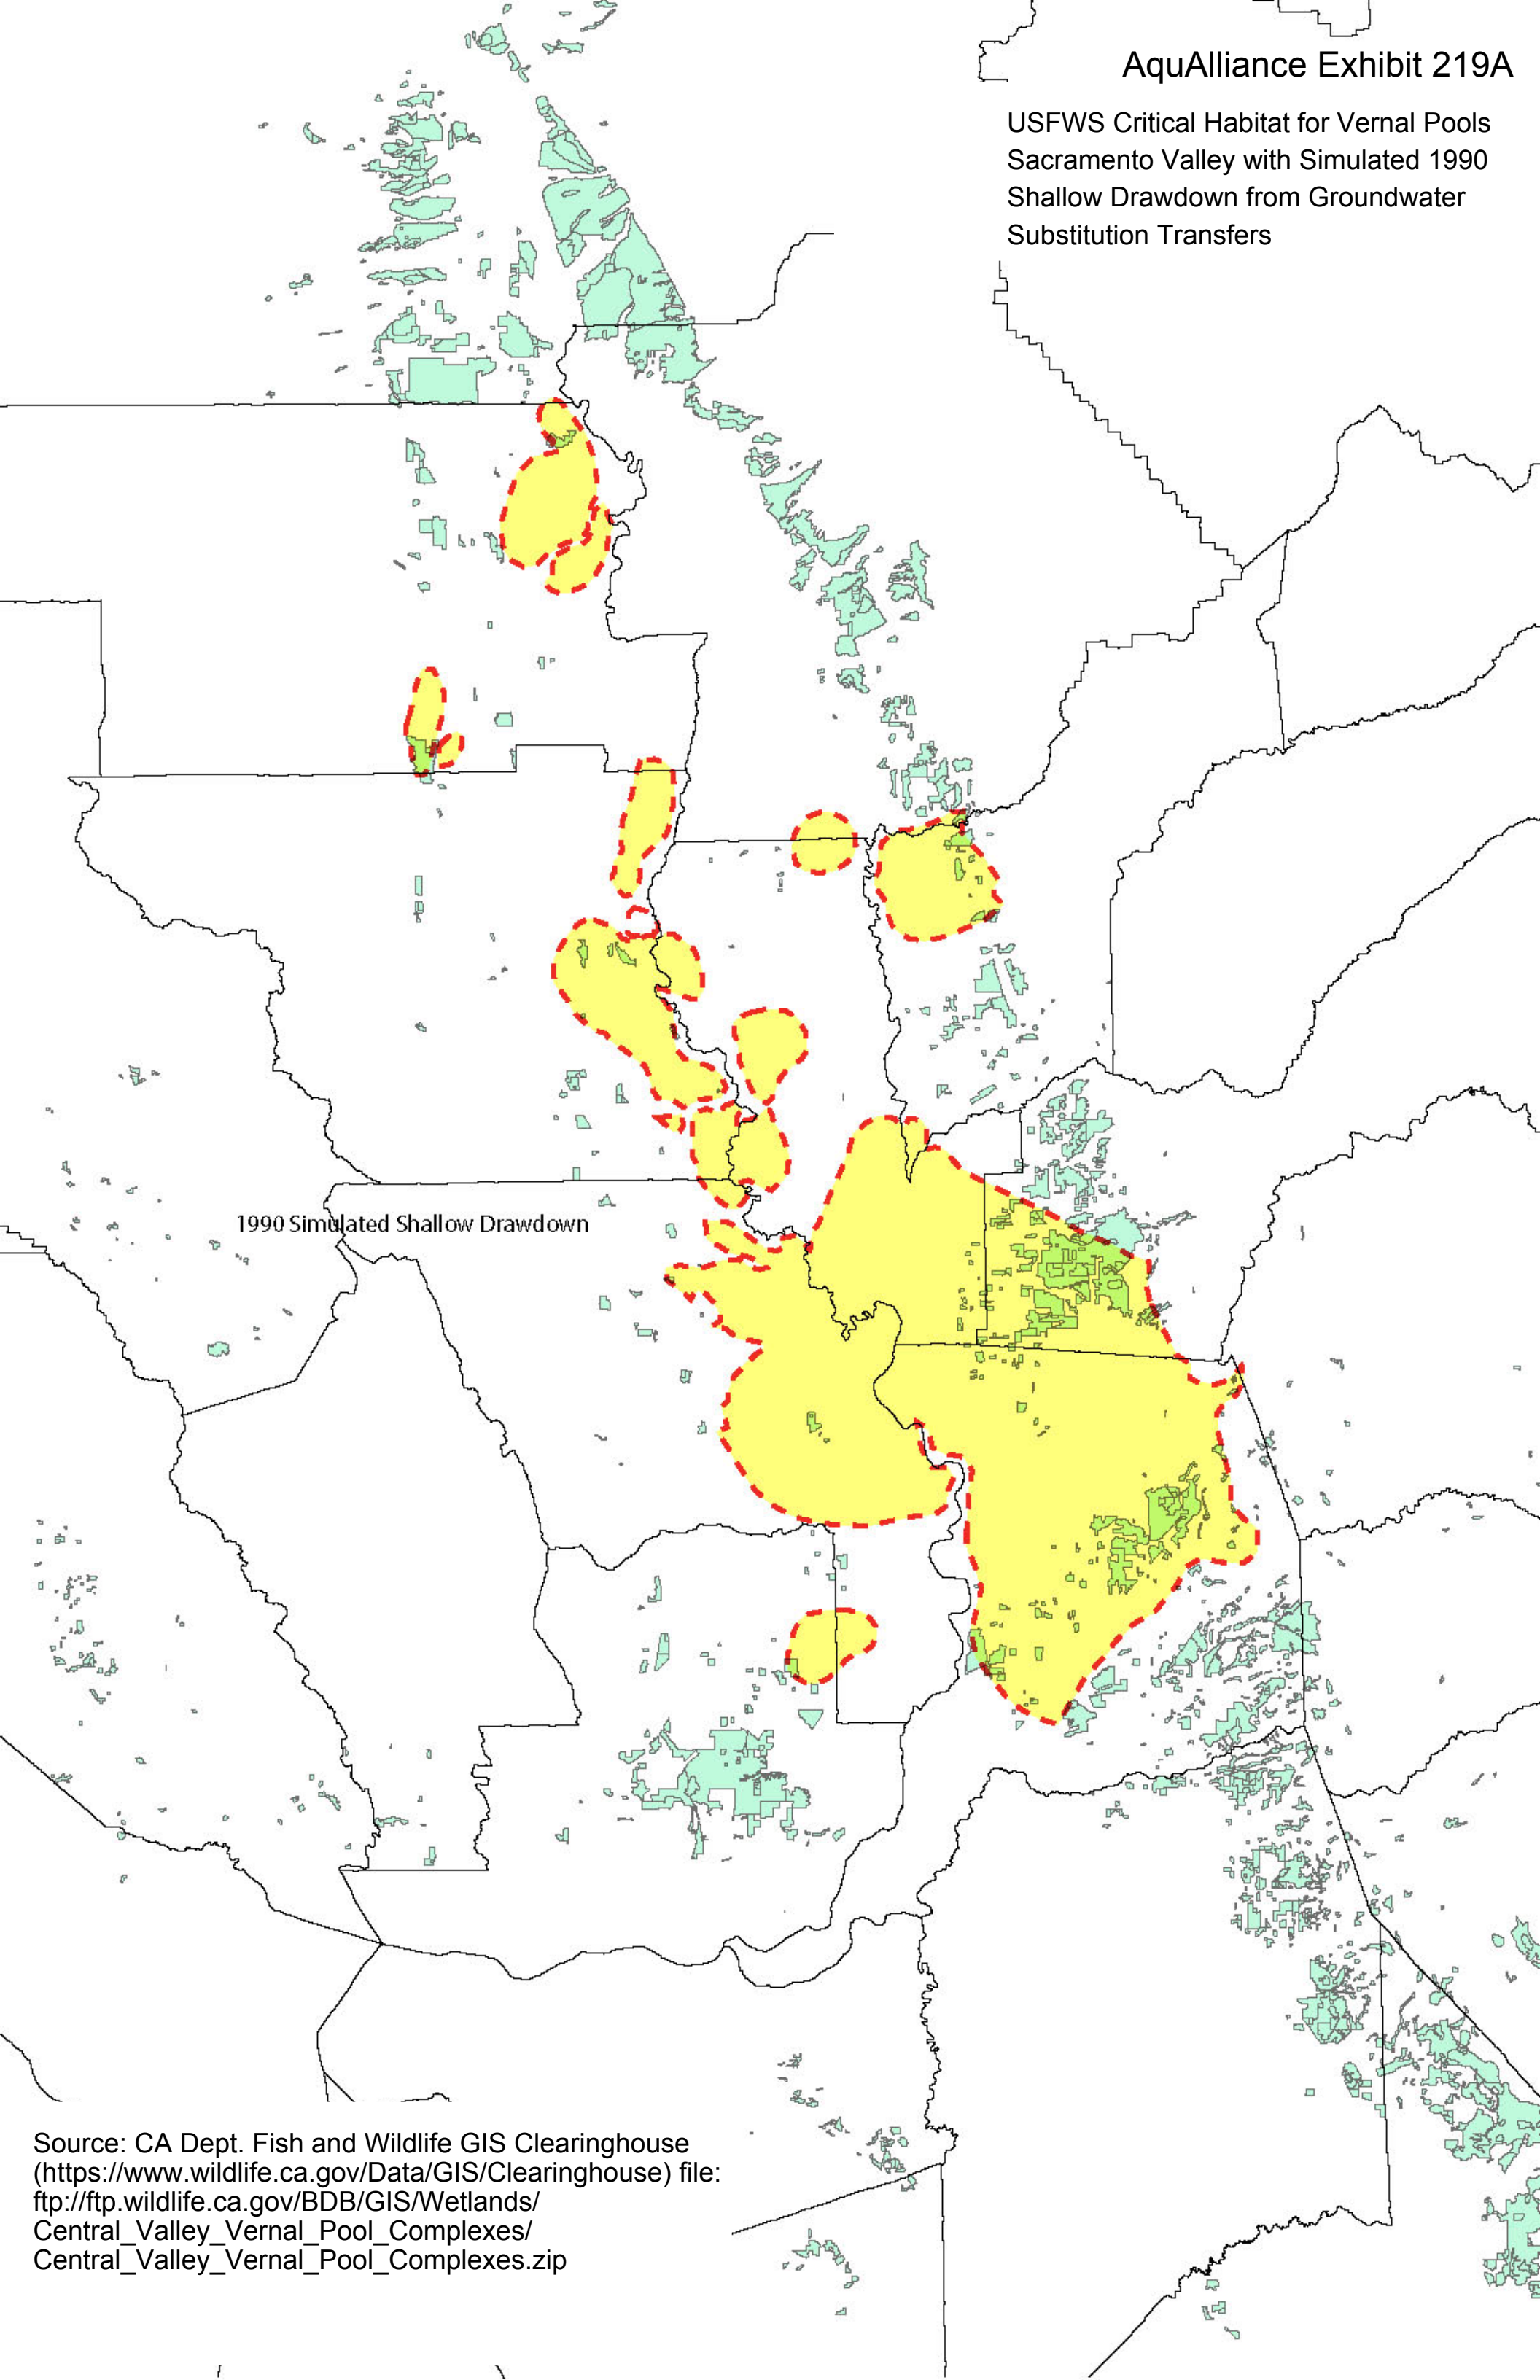 AquAlliance Exhibit 219A
USFWS Critical Habitat for Vernal Pools
Sacramento Valley with Simulated 1990
Shallow Drawdown from Groundwater
Substitution Transfers
1990 Simulated Shallow Drawdown
Source: CA Dept. Fish and Wildlife GIS Clearinghouse
(https://www.wildlife.ca.gov/Data/GIS/Clearinghouse) file:
ftp://ftp.wildlife.ca.gov/BDB/GIS/Wetlands/
Central_Valley_Vernal_Pool_Complexes/
Central_Valley_Vernal_Pool_Complexes.zip